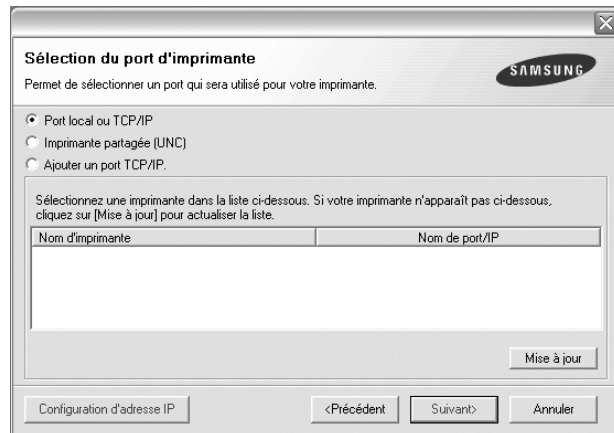 Sélection du port d'imprimante
Permet de sélectionner un port qui sera utilisé pour votre imprimante.
SAMSUNG
Port local ou TCP/IP
Imprimante partagée (UNC)
Ajouter un port TCP/IP.
Sélectionnez une imprimante dans la liste ci-dessous. Si votre imprimante n'apparaît pas ci-dessous,
cliquez sur [Mise à jour] pour actualiser la liste.
Nom d'imprimante Nom de port/IP
Mise à jour
Configuration d'adresse IP <Précédent Suivant> Annuler